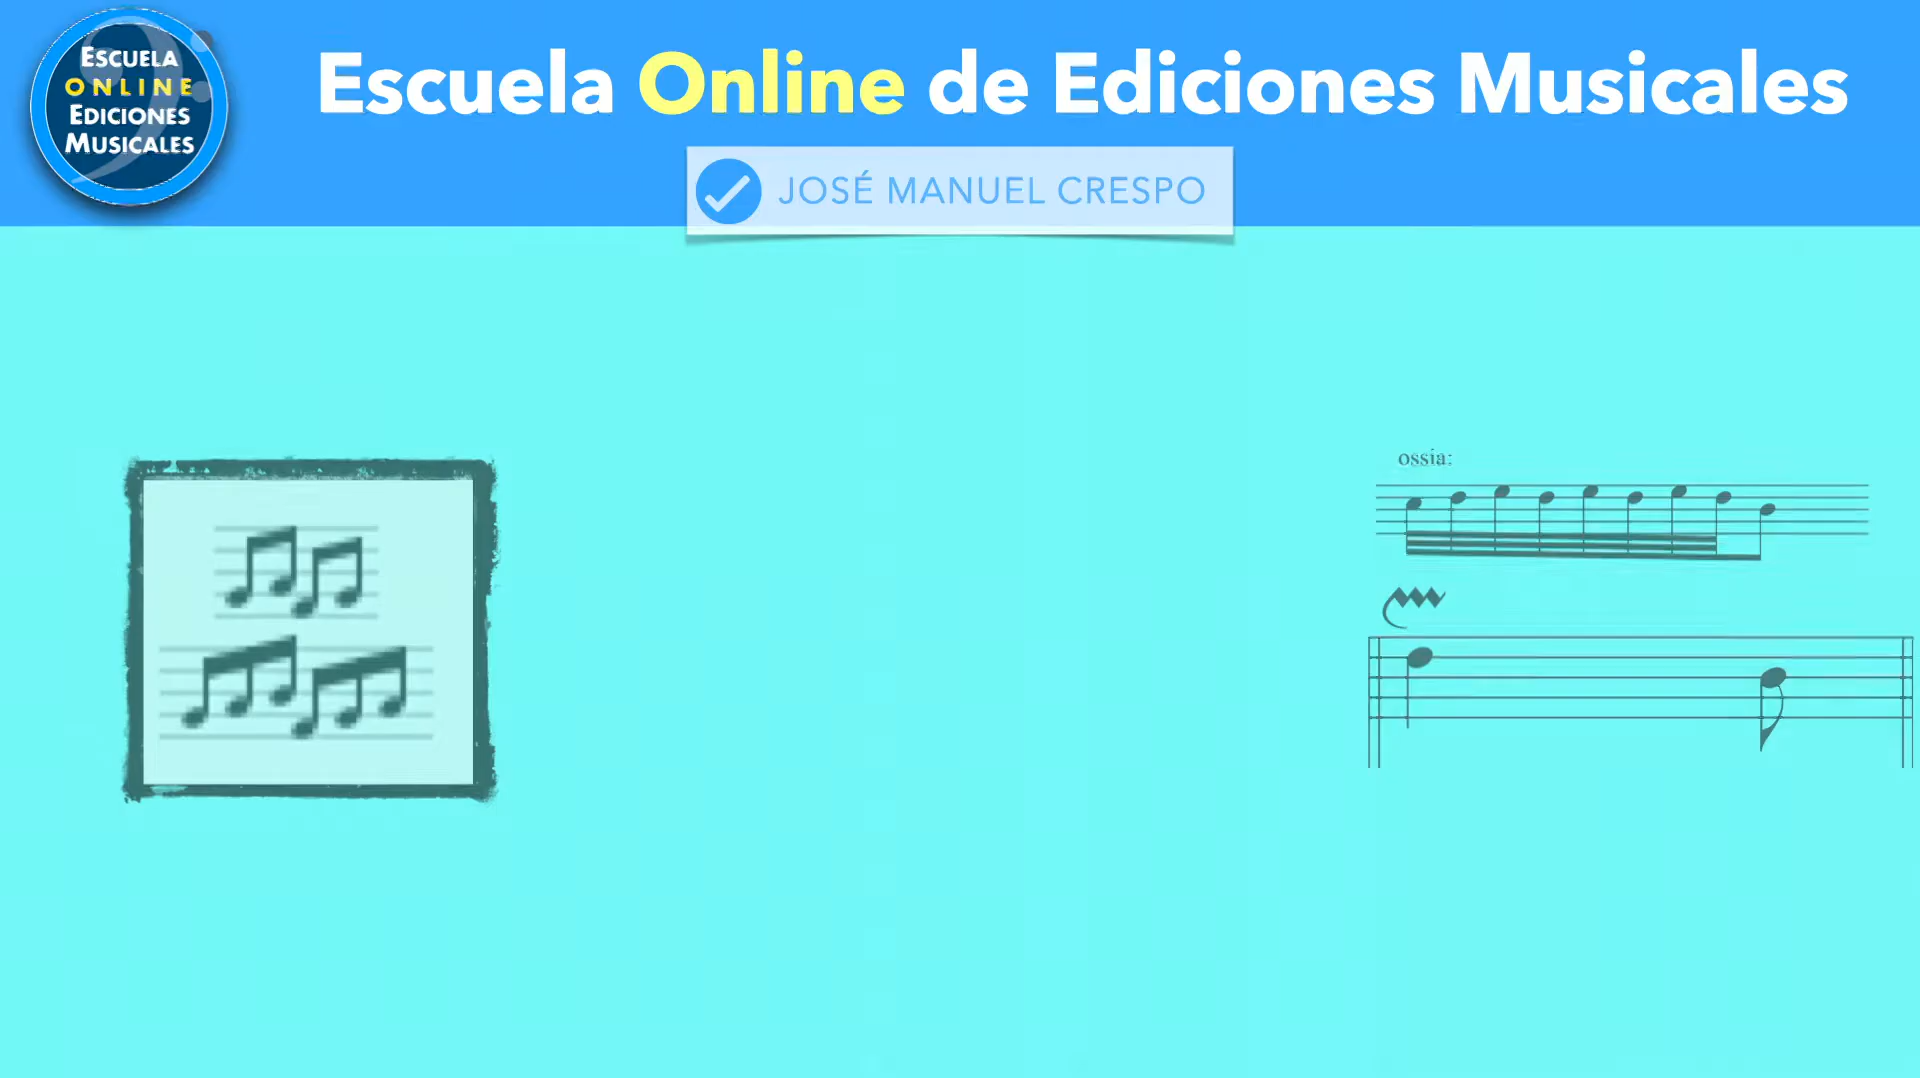 ESCUELA
ONLINE
EDICIONES
MUSICALES
Escuela Online de Ediciones Musicales
JOSÉ MANUEL CRESPO
ossia: